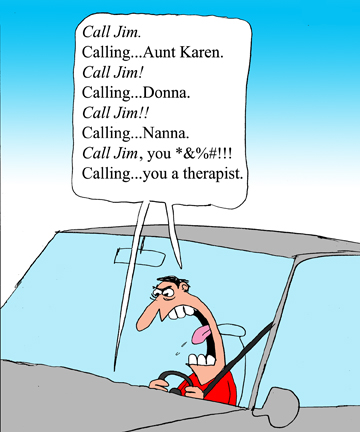 Call Jim.
Calling...Aunt Karen.
Call Jim!
Calling...Donna.
Call Jim!!
Calling...Nanna.
Call Jim, you *&%#!!!
Calling...you a therapist.